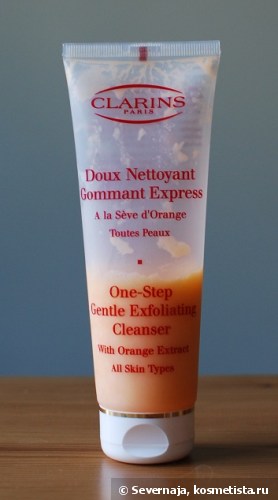 CLARINS
PARIS
Doux Nettoyant
Gommant Express
A la Sève d'Orange
Toutes Peaux
One-Step
Gentle Exfoliating
Cleanser
With Orange Extract
All Skin Types
© Severnaja, kosmetista.ru